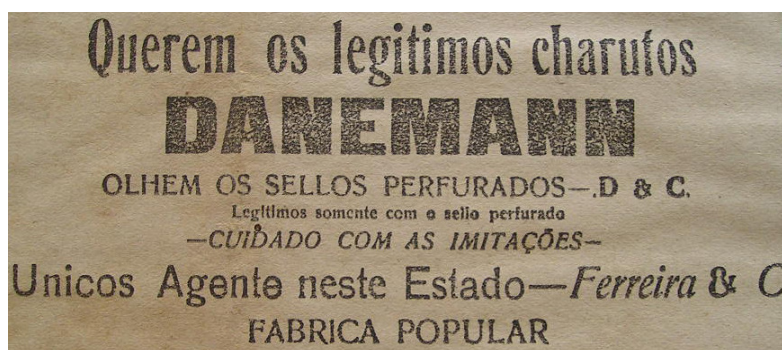 Querem os legitimos charutos
DANEMANN
OLHEM OS SELLOS PERFURADOS—.D & C.
Legitimos somente com o sello perfurado
—CUIDADO COM AS IMITAÇÕES—
Unicos Agente neste Estado—Ferreira & C
FABRICA POPULAR